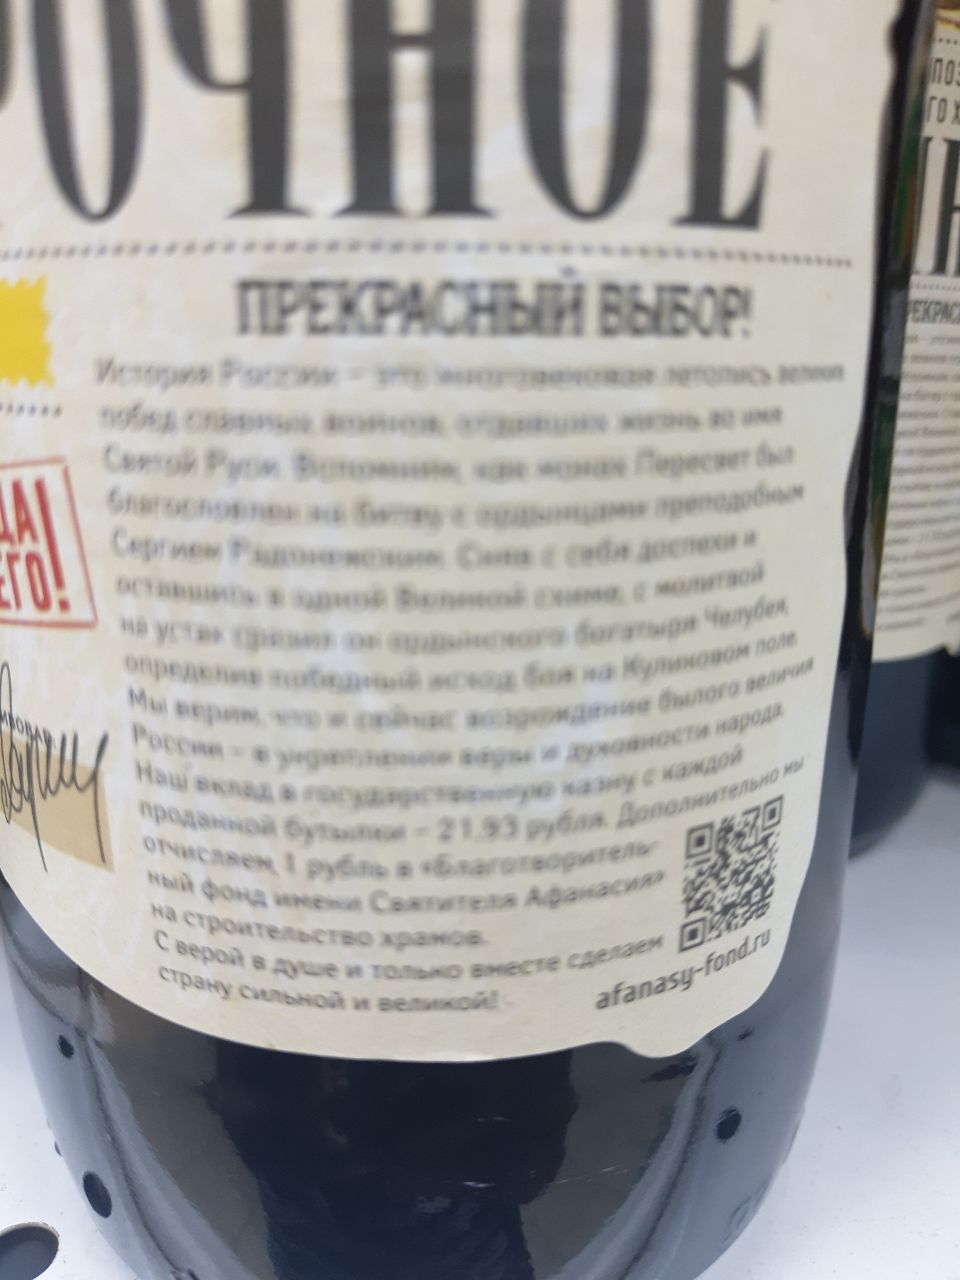 ОЧНОЕ
ПРЕКРАСНЫЙ ВЫБОР!
История России – это многовековая летопись великих
побед славных воинов, отдавших жизнь во имя
Святой Руси. Вспомним, как монах Пересвет был
благословлен на битву с ордынцами преподобным
Сергием Радонежским. Сняв с себя доспехи и
оставшись в одной Великой схиме, с молитвой
на устах сразил он ордынского богатыря Челубея,
определив победный исход боя на Куликовом поле.
Мы верим, что и сейчас возрождение былого величия
России – в укреплении веры и духовности народа.
Наш вклад в государственную казну с каждой
проданной бутылки – 21,93 рубля. Дополнительно мы
отчисляем 1 рубль в «Благотворитель-
ный фонд имени Святителя Афанасия»
на строительство храмов.
С верой в душе и только вместе сделаем
страну сильной и великой!
afanasy-fond.ru
ДА
ЕГО!